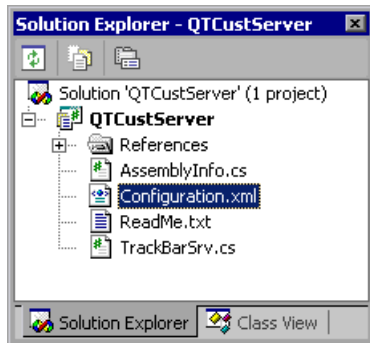 Solution Explorer - QTCustServer
Solution 'QTCustServer' (1 project)
QTCustServer
References
AssemblyInfo.cs
Configuration.xml
ReadMe.txt
TrackBarSrv.cs
Solution Explorer Class View